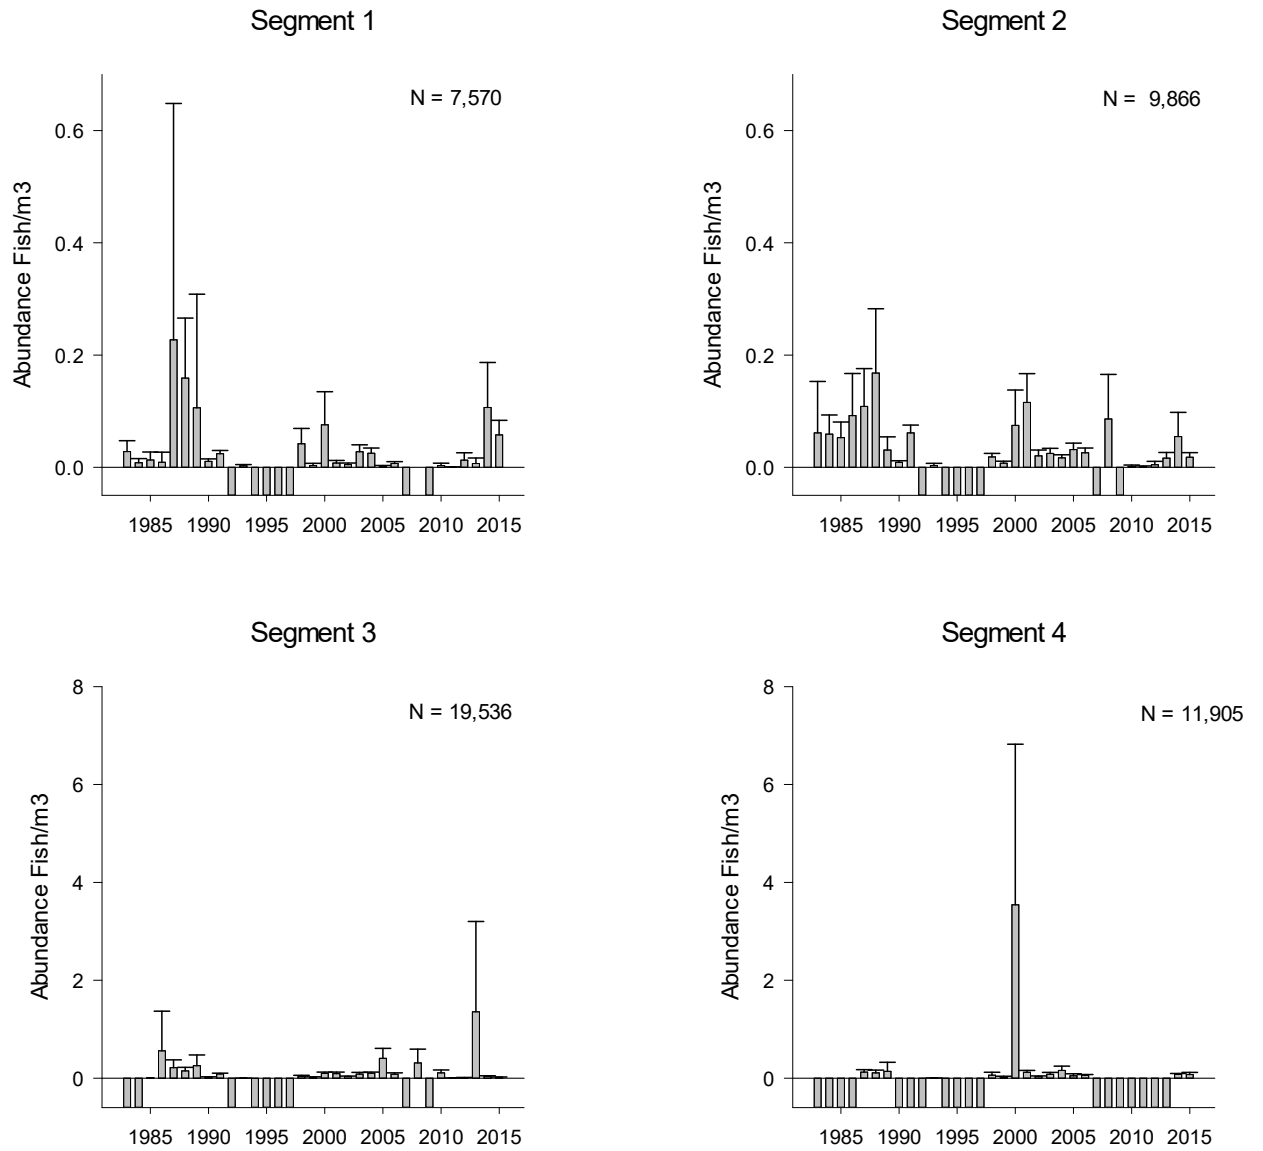 Segment 1
N = 7,570
Abundance Fish/m3
0.6
0.4
0.2
0.0
1985 1990 1995 2000 2005 2010 2015
Segment 2
N = 9,866
Abundance Fish/m3
0.6
0.4
0.2
0.0
1985 1990 1995 2000 2005 2010 2015
Segment 3
N = 19,536
Abundance Fish/m3
8
6
4
2
0
1985 1990 1995 2000 2005 2010 2015
Segment 4
N = 11,905
Abundance Fish/m3
8
6
4
2
0
1985 1990 1995 2000 2005 2010 2015